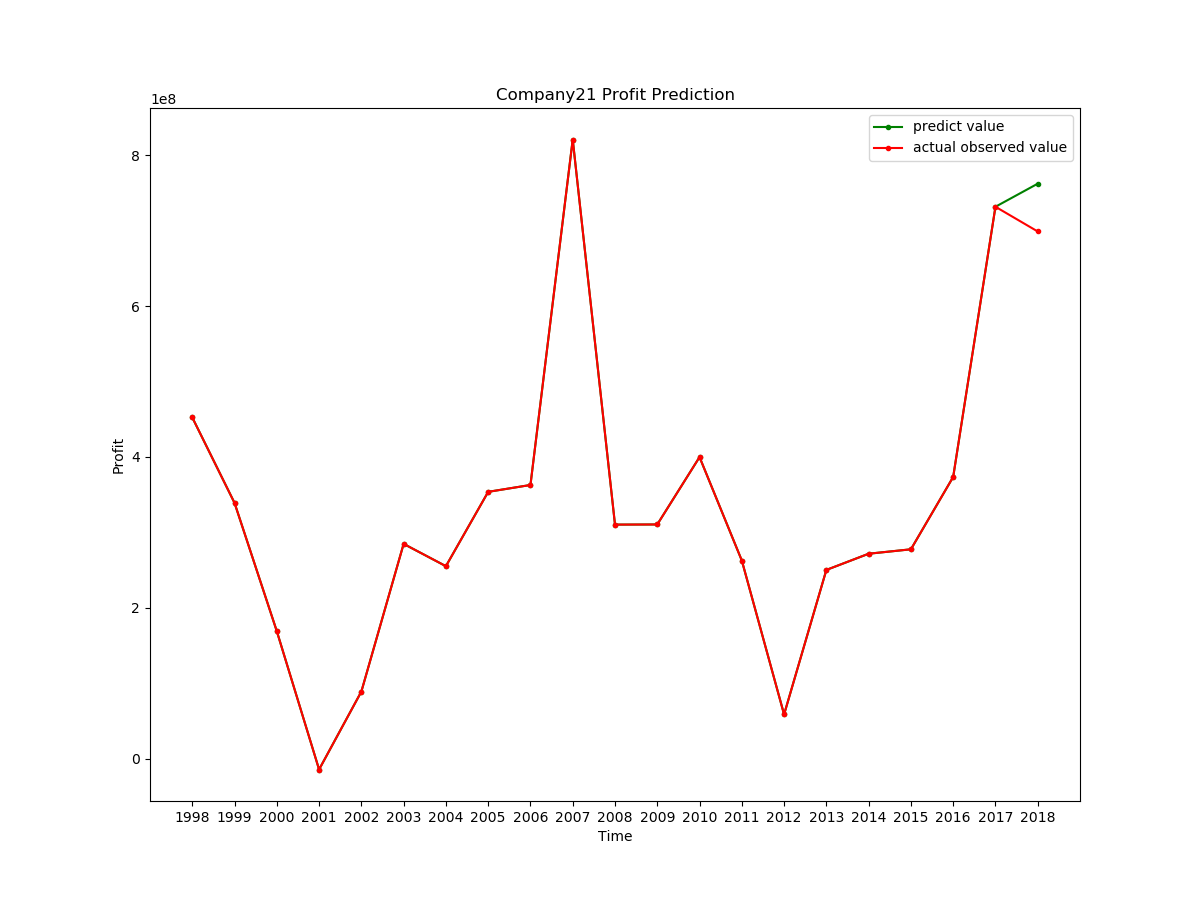 Company21 Profit Prediction
1e8
predict value
actual observed value
8
6
4
2
0
Profit
1998 1999 2000 2001 2002 2003 2004 2005 2006 2007 2008 2009 2010 2011 2012 2013 2014 2015 2016 2017 2018
Time